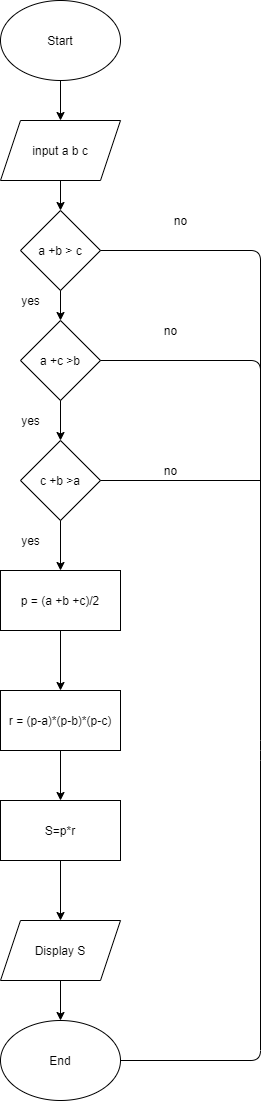 Start
input a b c
no
a +b > c
yes
no
a +c >b
yes
no
c +b >a
yes
p = (a +b +c)/2
r = (p-a)*(p-b)*(p-c)
S=p*r
Display S
End